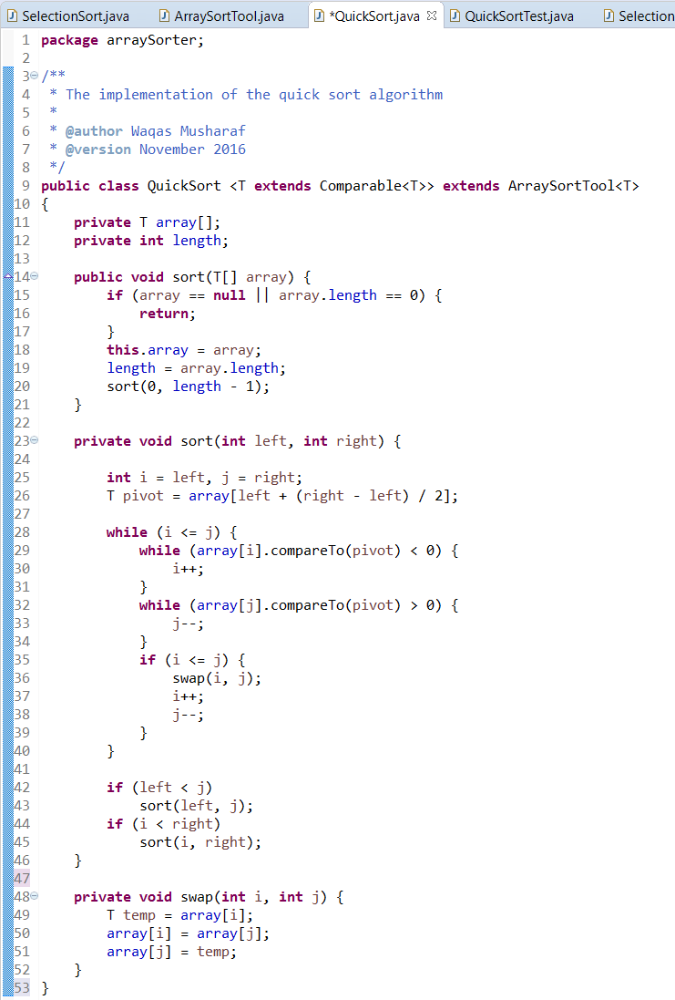 SelectionSort.java ArraySortTool.java *QuickSort.java QuickSortTest.java Selection
1 package arraySorter;
2
3 /**
4  * The implementation of the quick sort algorithm
5  *
6  * @author Waqas Musharaf
7  * @version November 2016
8  */
9 public class QuickSort <T extends Comparable<T>> extends ArraySortTool<T>
10 {
11     private T array[];
12     private int length;
13
14     public void sort(T[] array) {
15         if (array == null || array.length == 0) {
16             return;
17         }
18         this.array = array;
19         length = array.length;
20         sort(0, length - 1);
21     }
22
23     private void sort(int left, int right) {
24
25         int i = left, j = right;
26         T pivot = array[left + (right - left) / 2];
27
28         while (i <= j) {
29             while (array[i].compareTo(pivot) < 0) {
30                 i++;
31             }
32             while (array[j].compareTo(pivot) > 0) {
33                 j--;
34             }
35             if (i <= j) {
36                 swap(i, j);
37                 i++;
38                 j--;
39             }
40         }
41
42         if (left < j)
43             sort(left, j);
44         if (i < right)
45             sort(i, right);
46     }
47
48     private void swap(int i, int j) {
49         T temp = array[i];
50         array[i] = array[j];
51         array[j] = temp;
52     }
53 }